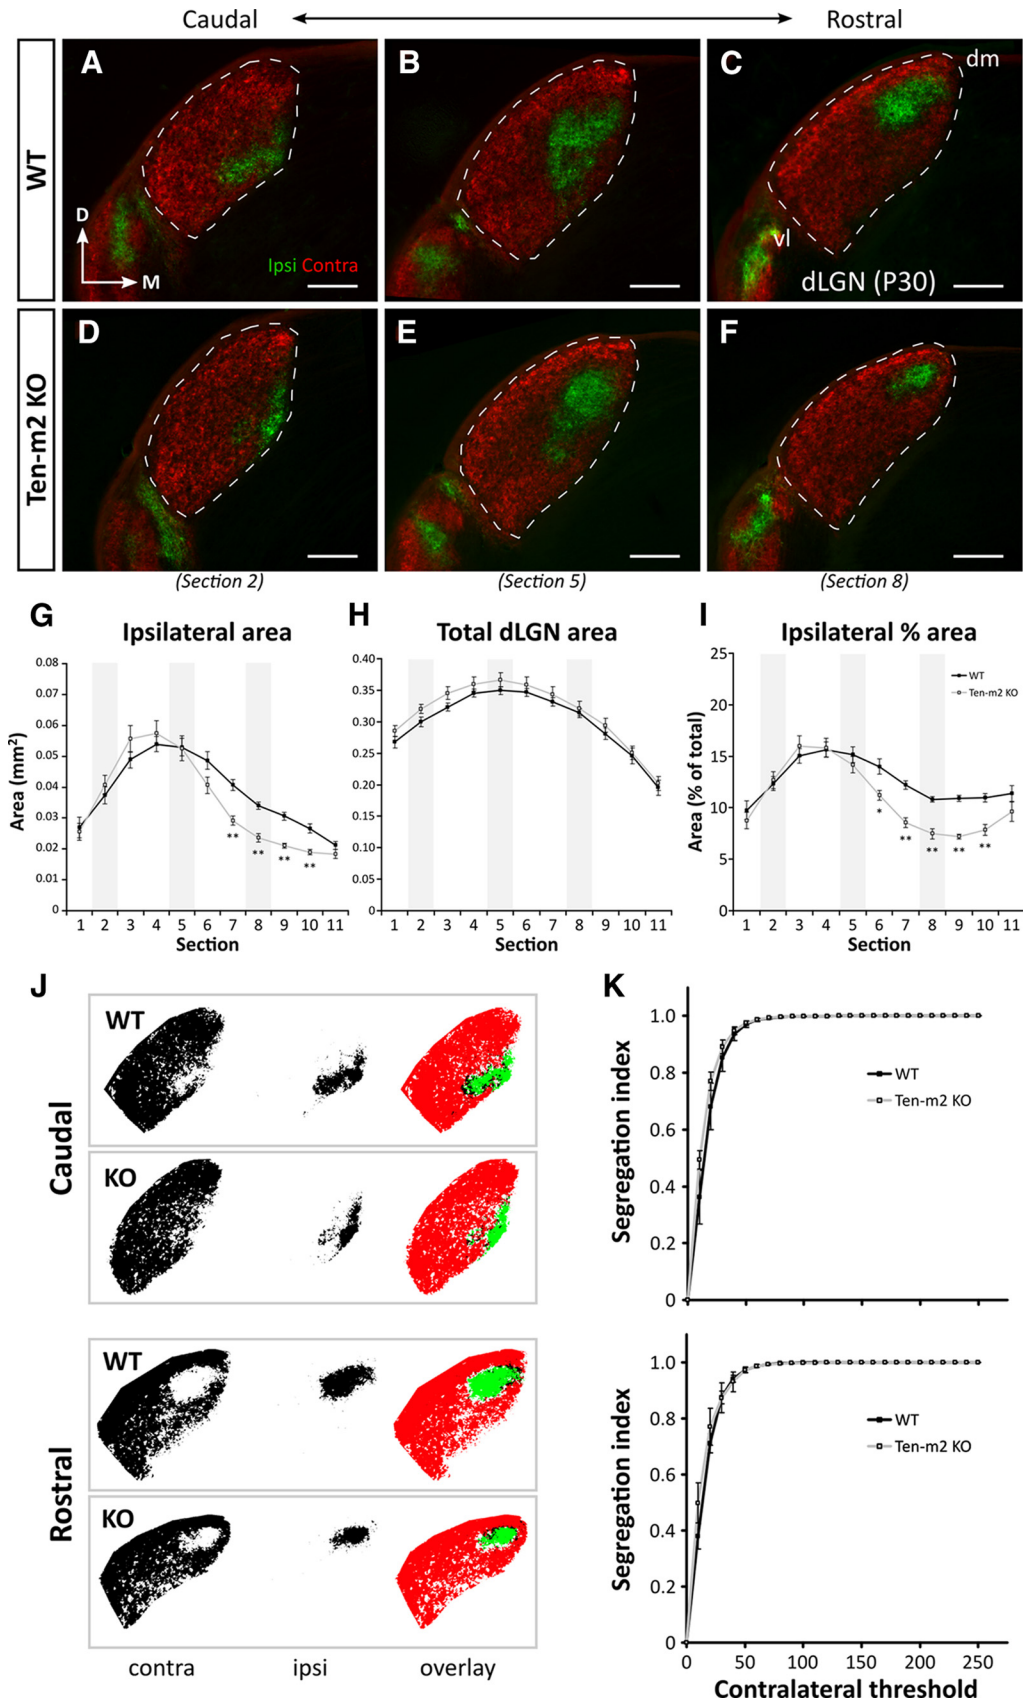 Caudal Rostral
WT
A B C dm
D
M
Ipsi Contra
vl
dLGN (P30)
Ten-m2 KO
D E F
(Section 2) (Section 5) (Section 8)
G Ipsilateral area
Area (mm²)
0.08
0.07
0.06
0.05
0.04
0.03
0.02
0.01
0
** ** ** **
1 2 3 4 5 6 7 8 9 10 11
Section
H Total dLGN area
0.40
0.35
0.30
0.25
0.20
0.15
0.10
0.05
0
1 2 3 4 5 6 7 8 9 10 11
Section
I Ipsilateral % area
Area (% of total)
25
20
15
10
5
0
WT
Ten-m2 KO
* ** ** ** **
1 2 3 4 5 6 7 8 9 10 11
Section
J
Caudal
WT
KO
Rostral
WT
KO
contra ipsi overlay
K
Segregation index
1.0
0.8
0.6
0.4
0.2
0
WT
Ten-m2 KO
Segregation index
1.0
0.8
0.6
0.4
0.2
0
WT
Ten-m2 KO
0 50 100 150 200 250
Contralateral threshold